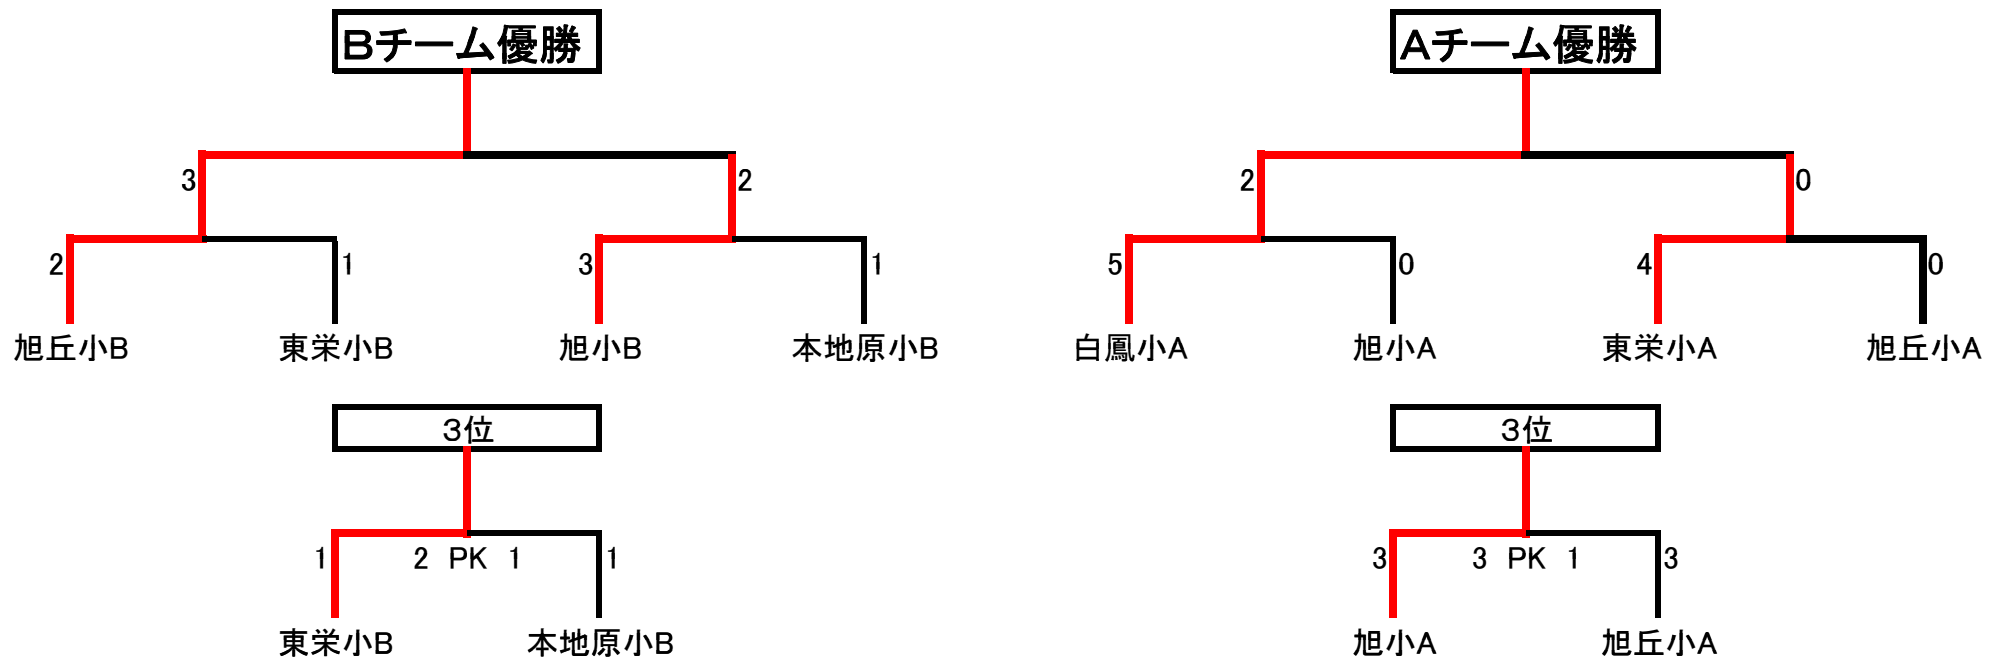 Bチーム優勝
3 2
2 1 3 1
旭丘小B 東栄小B 旭小B 本地原小B
3位
1 2 PK 1 1
東栄小B 本地原小B
Aチーム優勝
2 0
5 0 4 0
白鳳小A 旭小A 東栄小A 旭丘小A
3位
3 3 PK 1 3
旭小A 旭丘小A